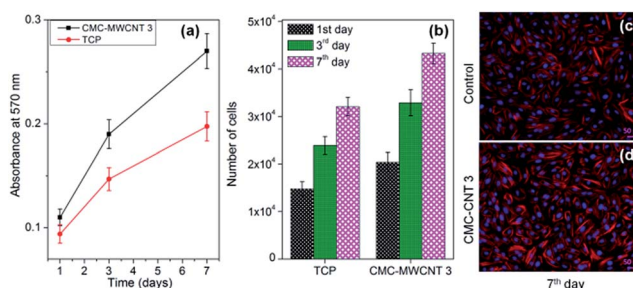 0.3
0.2
0.1
Absorbance at 570 nm
CMC-MWCNT 3
TCP
(a)
1 2 3 4 5 6 7
Time (days)
5x10⁴
4x10⁴
3x10⁴
2x10⁴
1x10⁴
0
Number of cells
1st day
3rd day
7th day
(b)
TCP CMC-MWCNT 3
Control
(c)
50
CMC-CNT 3
(d)
50
7th day